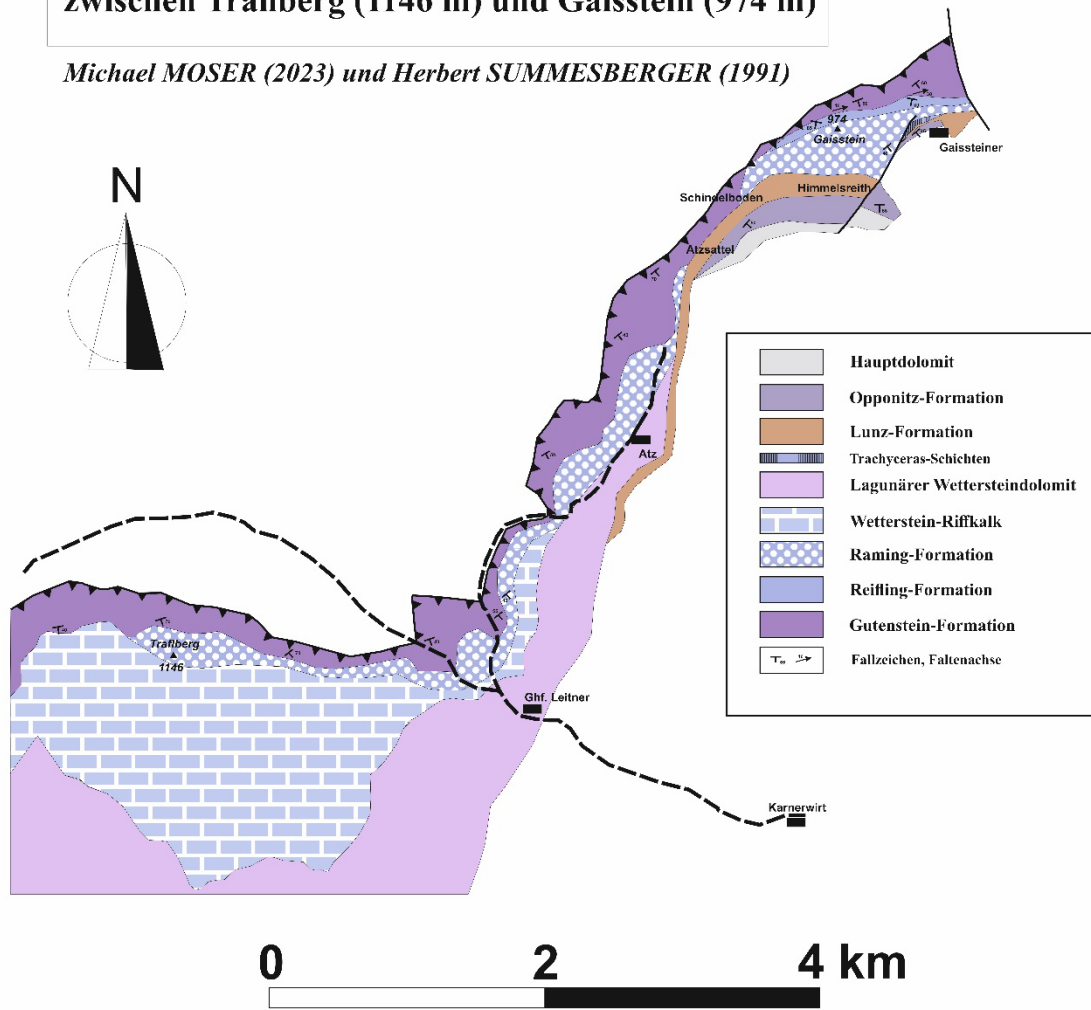 zwischen Traflberg (1146 m) und Gaisstein (974 m)
Michael MOSER (2023) und Herbert SUMMESBERGER (1991)
N
974
Gaisstein
Gaissteiner
Schindelboden
Himmelsreith
Atzsattel
Hauptdolomit
Opponitz-Formation
Lunz-Formation
Trachyceras-Schichten
Lagunärer Wettersteindolomit
Wetterstein-Riffkalk
Raming-Formation
Reifling-Formation
Gutenstein-Formation
Fallzeichen, Faltenachse
Atz
Traflberg
1146
Ghf. Leitner
Karnerwirt
0 2 4 km